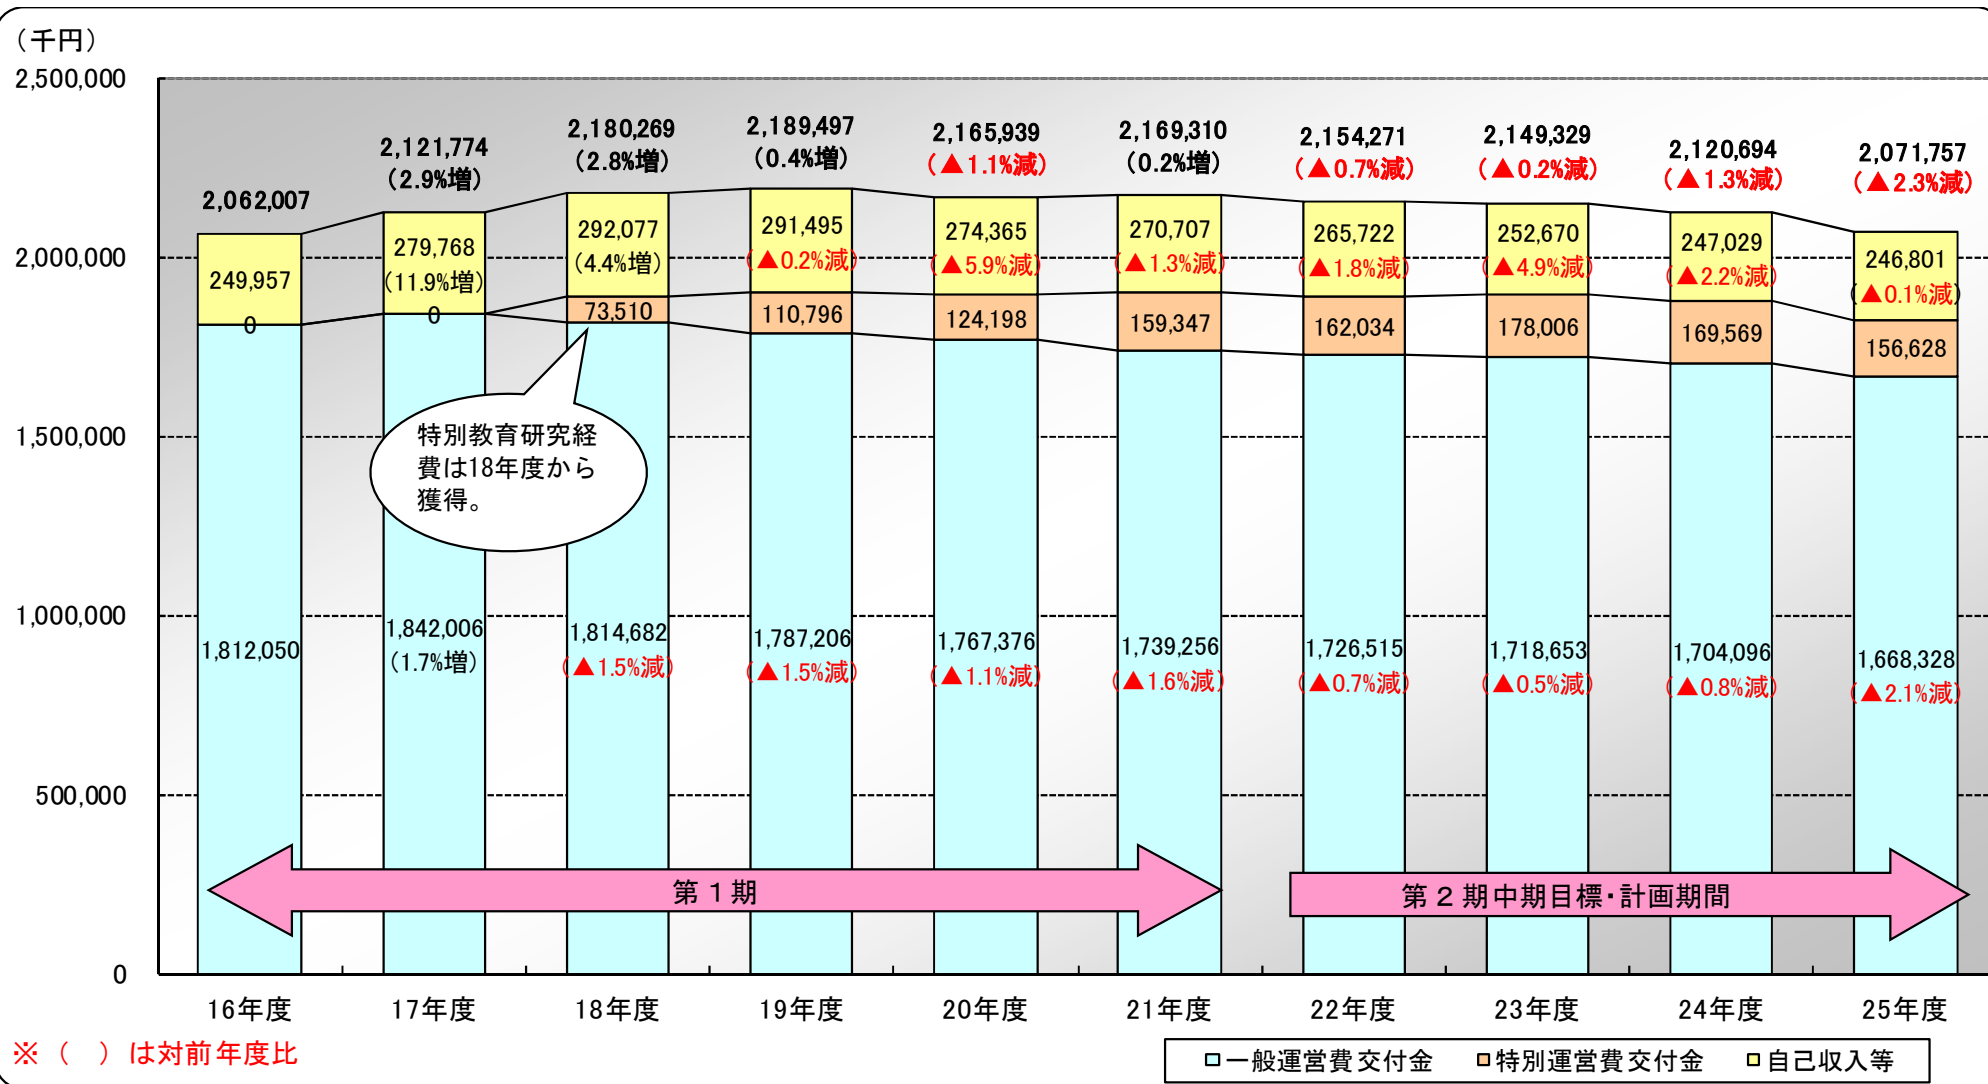 （千円）
2,500,000
2,000,000
1,500,000
1,000,000
500,000
0
2,062,007
2,121,774
（2.9%増）
2,180,269
（2.8%増）
2,189,497
（0.4%増）
2,165,939
（▲1.1%減）
2,169,310
（0.2%増）
2,154,271
（▲0.7%減）
2,149,329
（▲0.2%減）
2,120,694
（▲1.3%減）
2,071,757
（▲2.3%減）
249,957
279,768
（11.9%増）
292,077
（4.4%増）
291,495
（▲0.2%減）
274,365
（▲5.9%減）
270,707
（▲1.3%減）
265,722
（▲1.8%減）
252,670
（▲4.9%減）
247,029
（▲2.2%減）
246,801
（▲0.1%減）
0
0
73,510
110,796
124,198
159,347
162,034
178,006
169,569
156,628
特別教育研究経
費は18年度から
獲得。
1,812,050
1,842,006
（1.7%増）
1,814,682
（▲1.5%減）
1,787,206
（▲1.5%減）
1,767,376
（▲1.1%減）
1,739,256
（▲1.6%減）
1,726,515
（▲0.7%減）
1,718,653
（▲0.5%減）
1,704,096
（▲0.8%減）
1,668,328
（▲2.1%減）
第１期
第２期中期目標・計画期間
16年度
17年度
18年度
19年度
20年度
21年度
22年度
23年度
24年度
25年度
※（　）は対前年度比
一般運営費交付金
特別運営費交付金
自己収入等